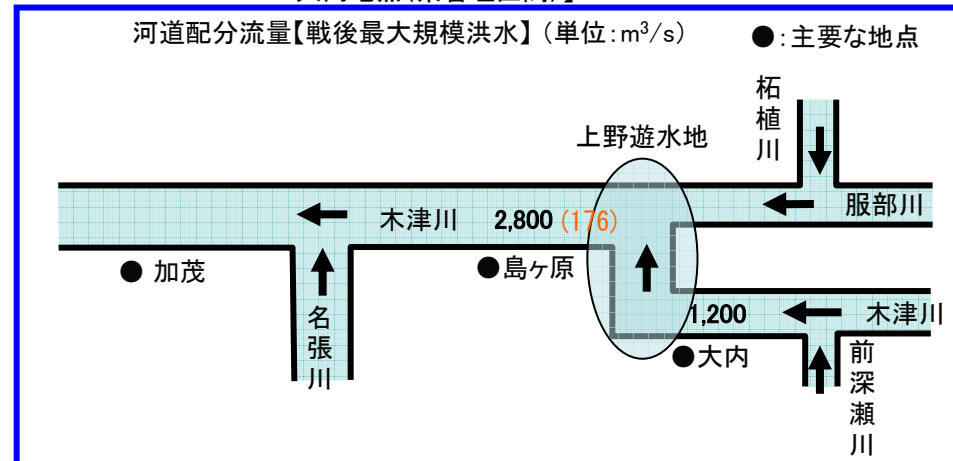 河道配分流量【戦後最大規模洪水】（単位:m³/s）
●:主要な地点
柘植川
上野遊水地
服部川
木津川 2,800 (176)
●加茂
●島ヶ原
名張川
1,200
木津川
●大内
前深瀬川